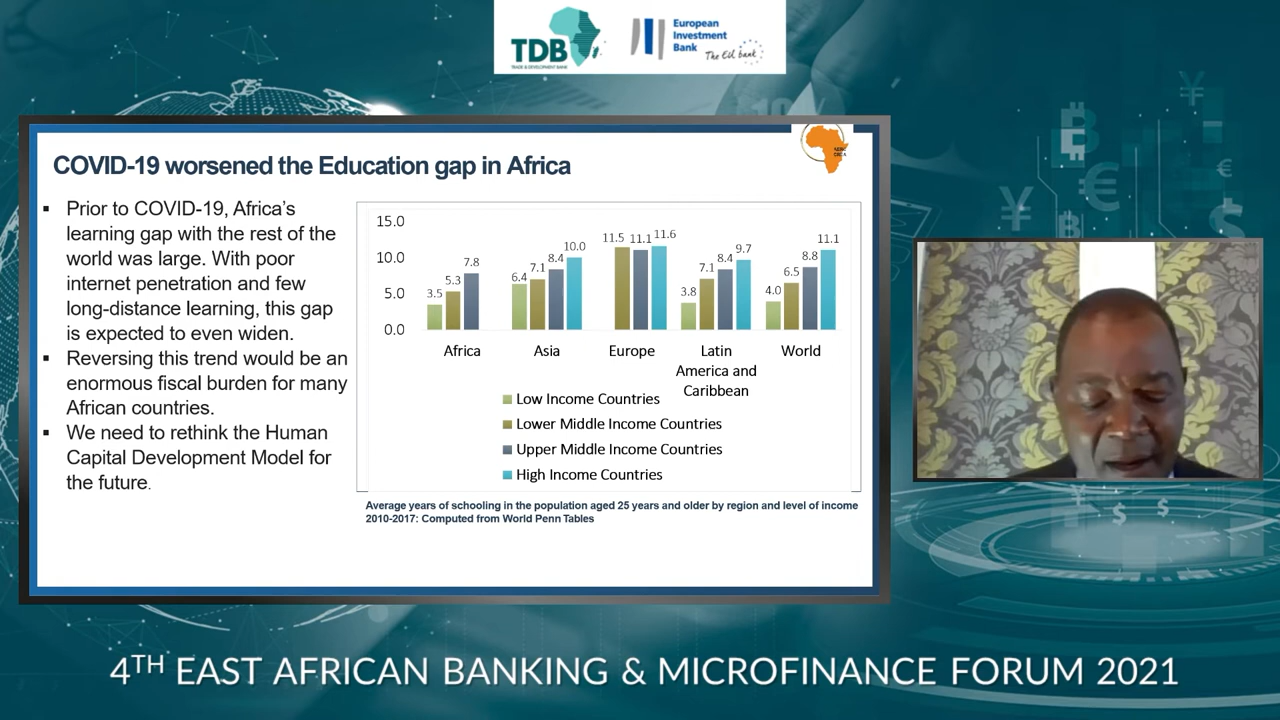 TDB
TRADE & DEVELOPMENT BANK
European
Investment
Bank
The EU bank
COVID-19 worsened the Education gap in Africa
▪ Prior to COVID-19, Africa's
learning gap with the rest of the
world was large. With poor
internet penetration and few
long-distance learning, this gap
is expected to even widen.
▪ Reversing this trend would be an
enormous fiscal burden for many
African countries.
▪ We need to rethink the Human
Capital Development Model for
the future.
15.0
10.0
5.0
0.0
3.5 5.3 7.8
6.4 7.1 8.4 10.0
11.5 11.1 11.6
3.8 7.1 8.4 9.7
4.0 6.5 8.8 11.1
Africa Asia Europe Latin World
America and
Caribbean
Low Income Countries
Lower Middle Income Countries
Upper Middle Income Countries
High Income Countries
Average years of schooling in the population aged 25 years and older by region and level of income
2010-2017: Computed from World Penn Tables
4TH EAST AFRICAN BANKING & MICROFINANCE FORUM 2021